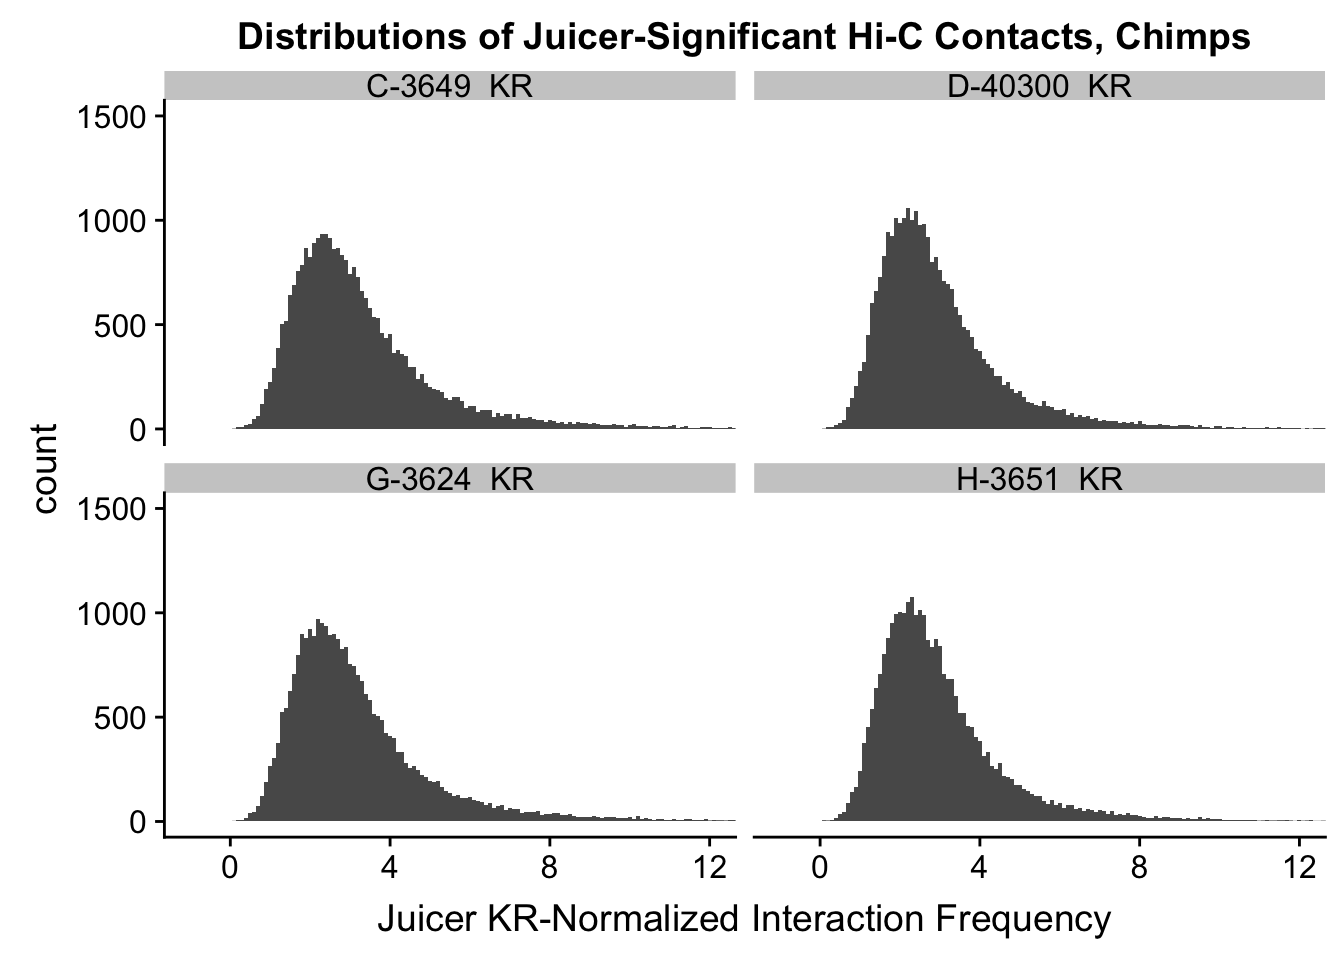 Distributions of Juicer-Significant Hi-C Contacts, Chimps
C-3649  KR
D-40300  KR
1500
1000
500
0
count
G-3624  KR
H-3651  KR
1500
1000
500
0
0 4 8 12
0 4 8 12
Juicer KR-Normalized Interaction Frequency